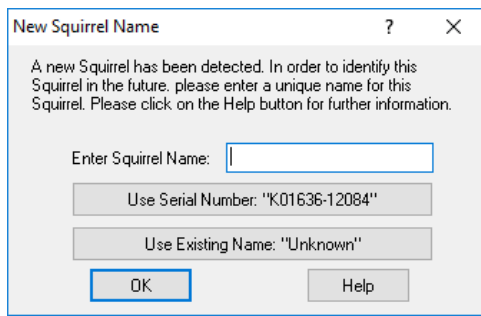 New Squirrel Name ? X
A new Squirrel has been detected. In order to identify this
Squirrel in the future. please enter a unique name for this
Squirrel. Please click on the Help button for further information.
Enter Squirrel Name:
Use Serial Number: "K01636-12084"
Use Existing Name: "Unknown"
OK Help